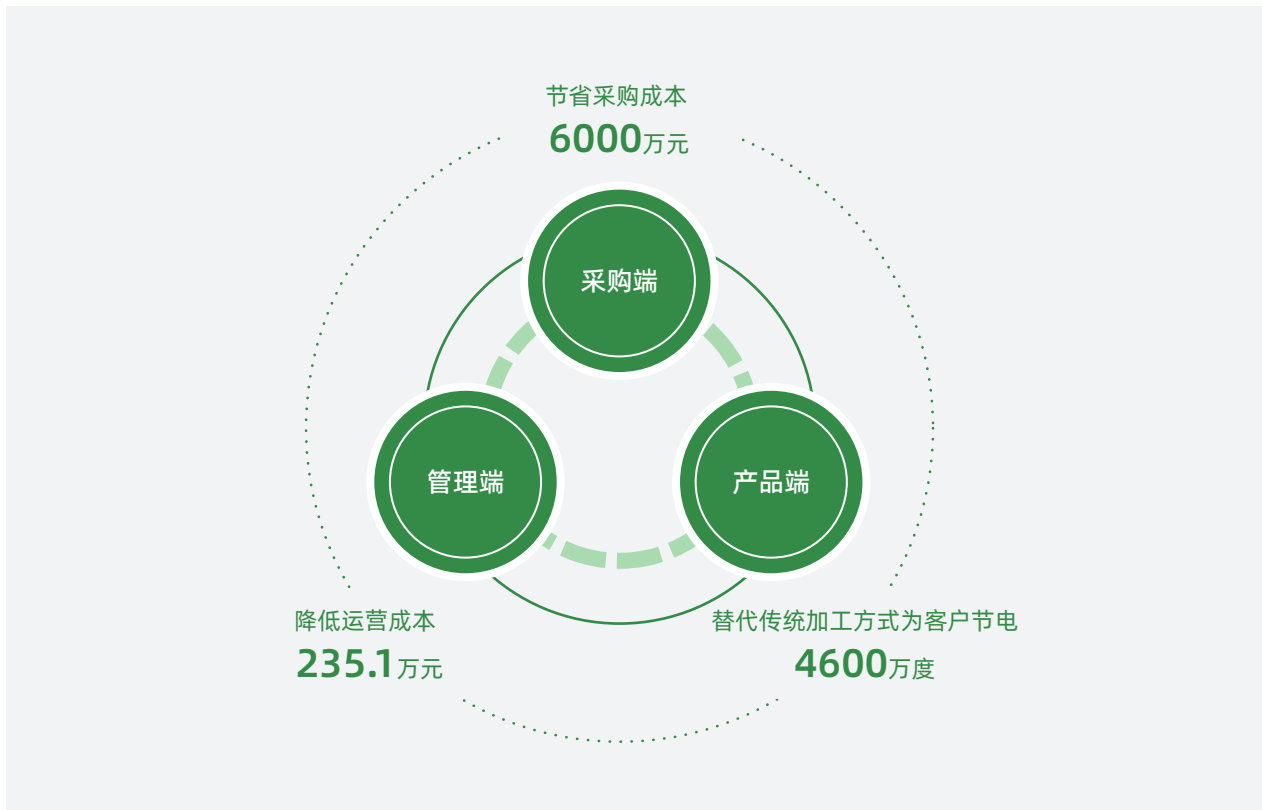 节省采购成本
6000万元
采购端
管理端
产品端
降低运营成本
235.1万元
替代传统加工方式为客户节电
4600万度